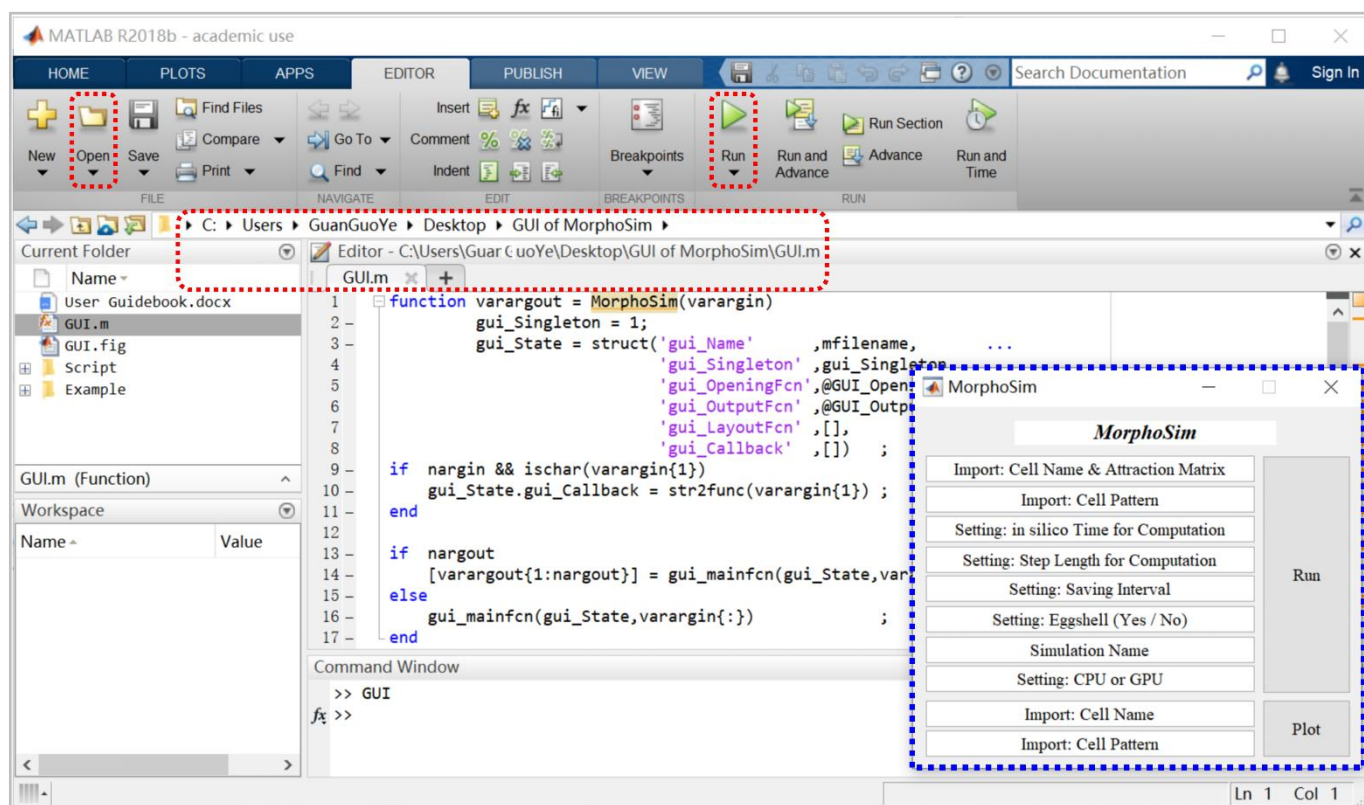 MATLAB R2018b - academic use
HOME PLOTS APPS EDITOR PUBLISH VIEW Search Documentation Sign In
New Open Save Find Files Compare Print
FILE
Go To Find
NAVIGATE
Insert fx
Comment
Indent
EDIT
Breakpoints
BREAKPOINTS
Run Run and Advance Run Section Advance Run and Time
RUN
C: Users GuanGuoYe Desktop GUI of MorphoSim
Current Folder
Name
User Guidebook.docx
GUI.m
GUI.fig
Script
Example
GUI.m (Function)
Workspace
Name Value
Editor - C:\Users\GuanGuoYe\Desktop\GUI of MorphoSim\GUI.m
GUI.m +
1 function varargout = MorphoSim(varargin)
2 - gui_Singleton = 1;
3 - gui_State = struct('gui_Name' ,mfilename, ...
4 'gui_Singleton' ,gui_Singleton
5 'gui_OpeningFcn',@GUI_Open
6 'gui_OutputFcn' ,@GUI_Outp
7 'gui_LayoutFcn' ,[],
8 'gui_Callback' ,[]) ;
9 - if nargin && ischar(varargin{1})
10 - gui_State.gui_Callback = str2func(varargin{1}) ;
11 - end
12
13 - if nargout
14 - [varargout{1:nargout}] = gui_mainfcn(gui_State,var
15 - else
16 - gui_mainfcn(gui_State,varargin{:}) ;
17 - end
Command Window
>> GUI
fx >>
MorphoSim
MorphoSim
Import: Cell Name & Attraction Matrix
Import: Cell Pattern
Setting: in silico Time for Computation
Setting: Step Length for Computation
Setting: Saving Interval
Setting: Eggshell (Yes / No)
Simulation Name
Setting: CPU or GPU
Run
Import: Cell Name
Import: Cell Pattern
Plot
Ln 1 Col 1